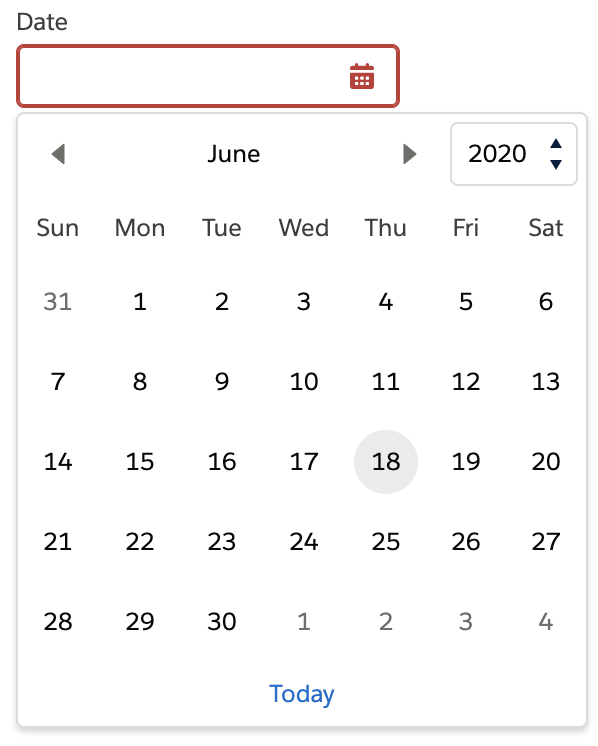 Date
June 2020
Sun Mon Tue Wed Thu Fri Sat
31 1 2 3 4 5 6
7 8 9 10 11 12 13
14 15 16 17 18 19 20
21 22 23 24 25 26 27
28 29 30 1 2 3 4
Today